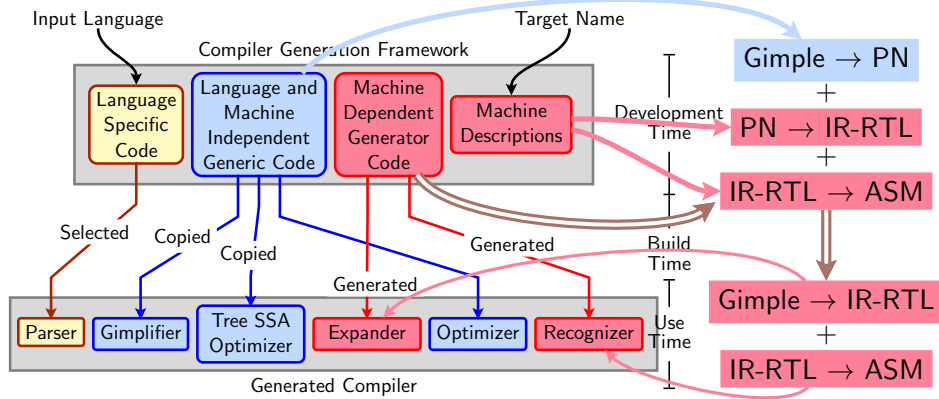 Input Language
Target Name
Compiler Generation Framework
Language
Specific
Code
Language and
Machine
Independent
Generic Code
Machine
Dependent
Generator
Code
Machine
Descriptions
Development
Time
Gimple → PN
+
PN → IR-RTL
+
IR-RTL → ASM
Selected
Copied
Copied
Generated
Generated
Build
Time
Gimple → IR-RTL
+
IR-RTL → ASM
Use
Time
Parser
Gimplifier
Tree SSA
Optimizer
Expander
Optimizer
Recognizer
Generated Compiler